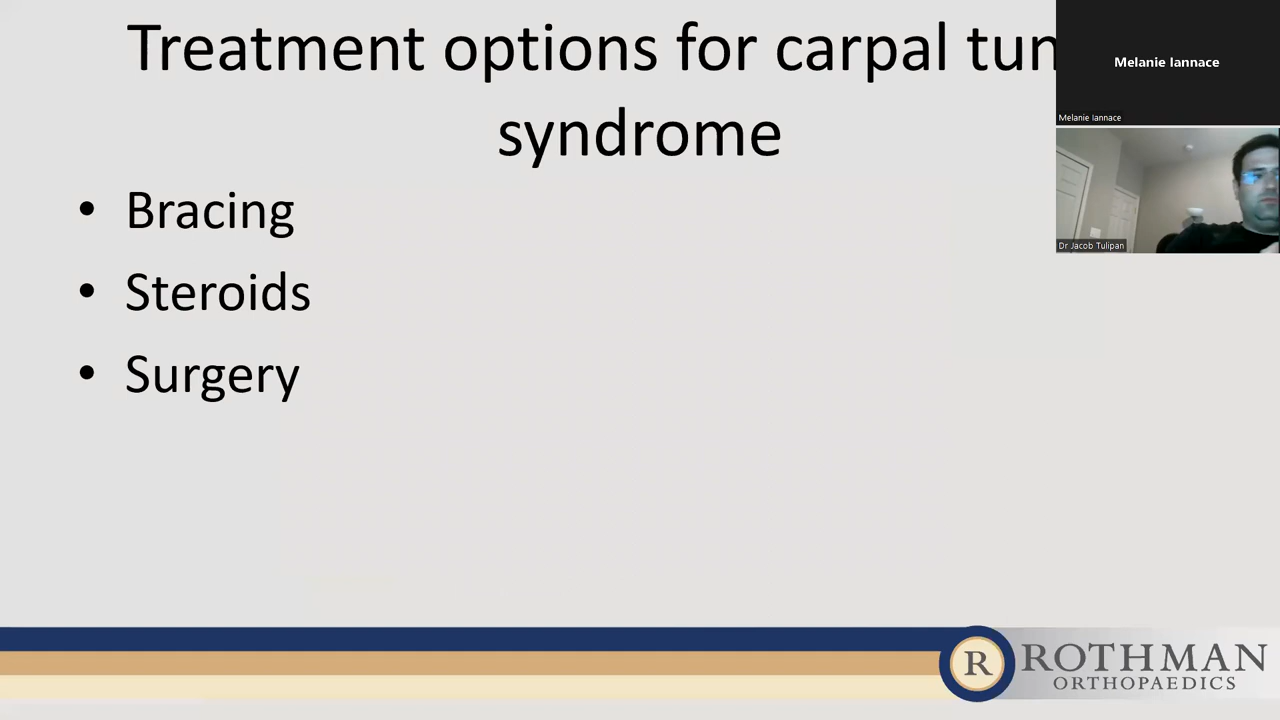 Treatment options for carpal tun
syndrome
• Bracing
• Steroids
• Surgery
Melanie Iannace
Melanie Iannace
Dr Jacob Tulipan
R
ROTHMAN
ORTHOPAEDICS